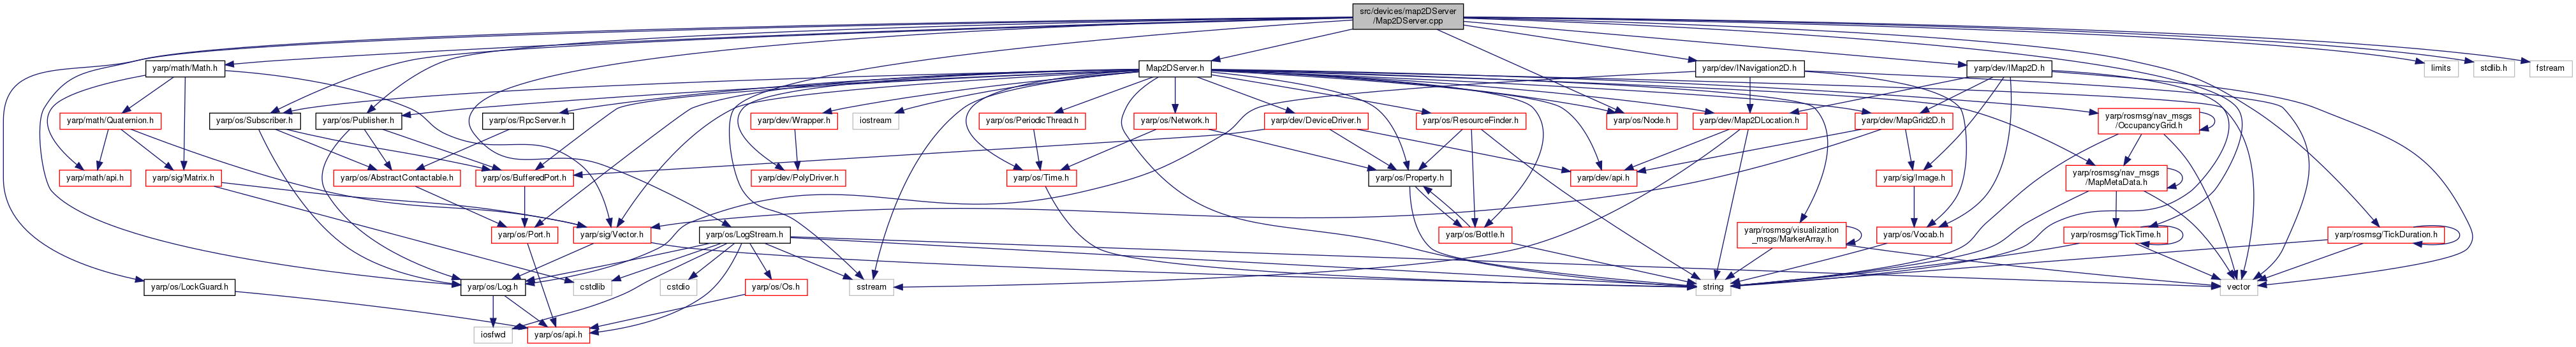 src/devices/map2DServer
/Map2DServer.cpp
yarp/math/Math.h
Map2DServer.h
yarp/dev/INavigation2D.h
yarp/dev/IMap2D.h
limits
stdlib.h
fstream
yarp/math/Quaternion.h
yarp/os/Subscriber.h
yarp/os/Publisher.h
yarp/os/RpcServer.h
yarp/dev/Wrapper.h
iostream
yarp/os/PeriodicThread.h
yarp/os/Network.h
yarp/dev/DeviceDriver.h
yarp/os/ResourceFinder.h
yarp/os/Node.h
yarp/dev/Map2DLocation.h
yarp/dev/MapGrid2D.h
yarp/rosmsg/nav_msgs
/OccupancyGrid.h
yarp/math/api.h
yarp/sig/Matrix.h
yarp/os/AbstractContactable.h
yarp/os/BufferedPort.h
yarp/dev/PolyDriver.h
yarp/os/Time.h
yarp/os/Property.h
yarp/dev/api.h
yarp/sig/Image.h
yarp/rosmsg/nav_msgs
/MapMetaData.h
yarp/os/Port.h
yarp/sig/Vector.h
yarp/os/LogStream.h
yarp/os/Bottle.h
yarp/rosmsg/visualization
_msgs/MarkerArray.h
yarp/os/Vocab.h
yarp/rosmsg/TickTime.h
yarp/rosmsg/TickDuration.h
yarp/os/LockGuard.h
yarp/os/Log.h
cstdlib
cstdio
yarp/os/Os.h
sstream
string
vector
iosfwd
yarp/os/api.h